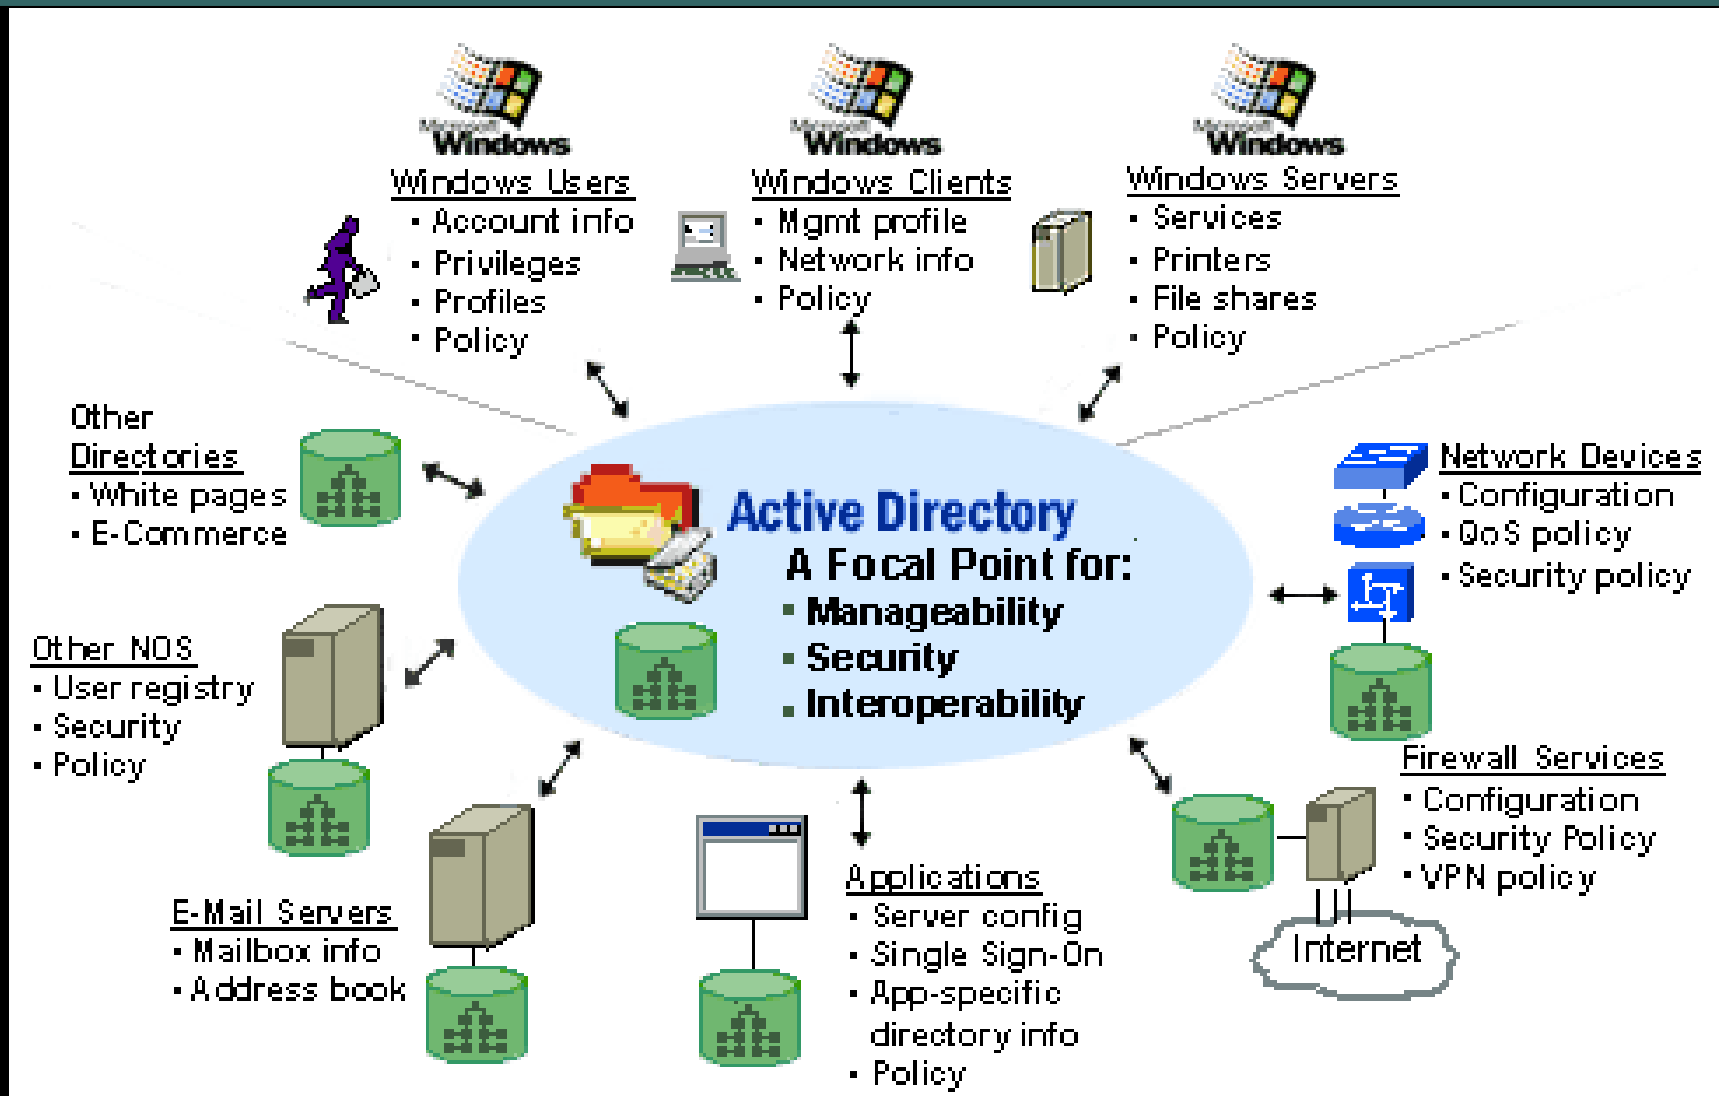 Microsoft
Windows
Microsoft
Windows
Microsoft
Windows
Windows Users
▪ Account info
▪ Privileges
▪ Profiles
▪ Policy
Windows Clients
▪ Mgmt profile
▪ Network info
▪ Policy
Windows Servers
▪ Services
▪ Printers
▪ File shares
▪ Policy
Other
Directories
▪ White pages
▪ E-Commerce
Active Directory
A Focal Point for:
▪ Manageability
▪ Security
▪ Interoperability
Network Devices
▪ Configuration
▪ QoS policy
▪ Security policy
Other NOS
▪ User registry
▪ Security
▪ Policy
Firewall Services
▪ Configuration
▪ Security Policy
▪ VPN policy
Internet
E-Mail Servers
▪ Mailbox info
▪ Address book
Applications
▪ Server config
▪ Single Sign-On
▪ App-specific
directory info
▪ Policy